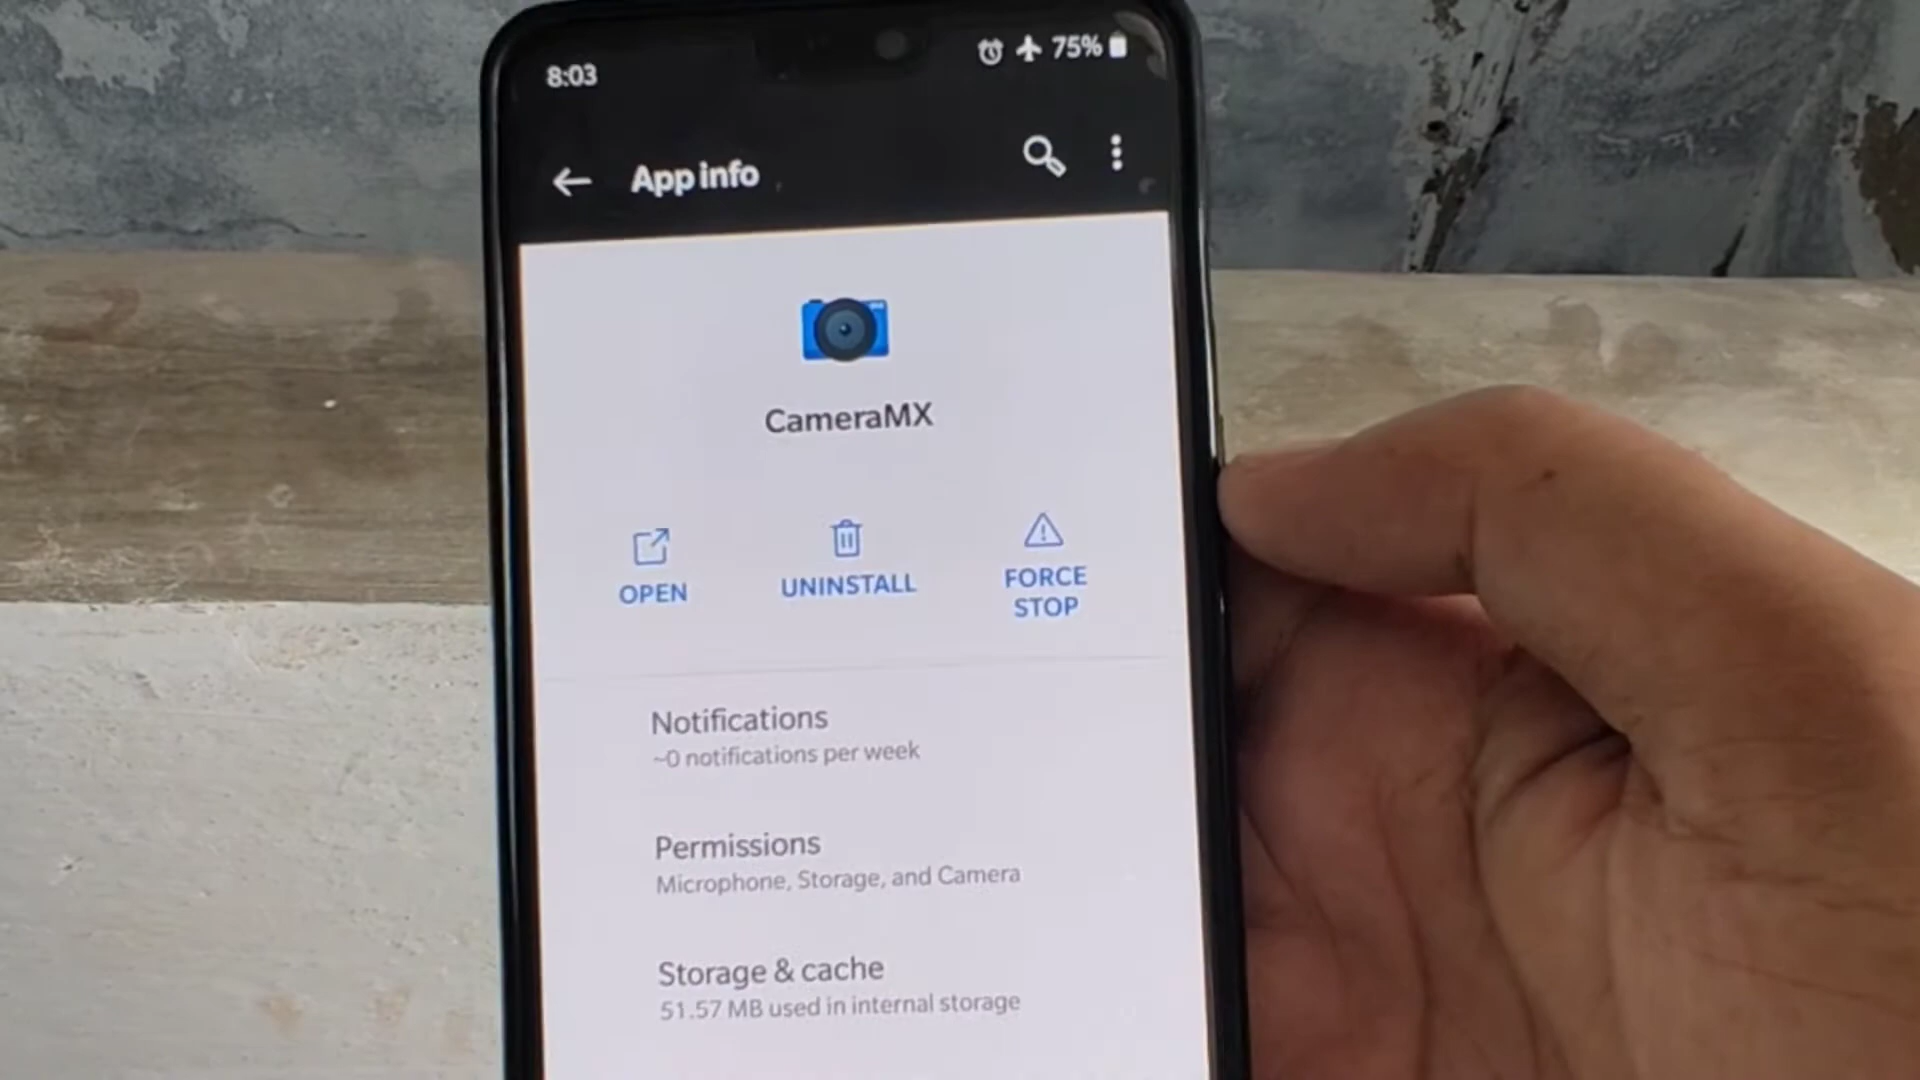 8:03
75%
App info
CameraMX
OPEN
UNINSTALL
FORCE
STOP
Notifications
~0 notifications per week
Permissions
Microphone, Storage, and Camera
Storage & cache
51.57 MB used in internal storage